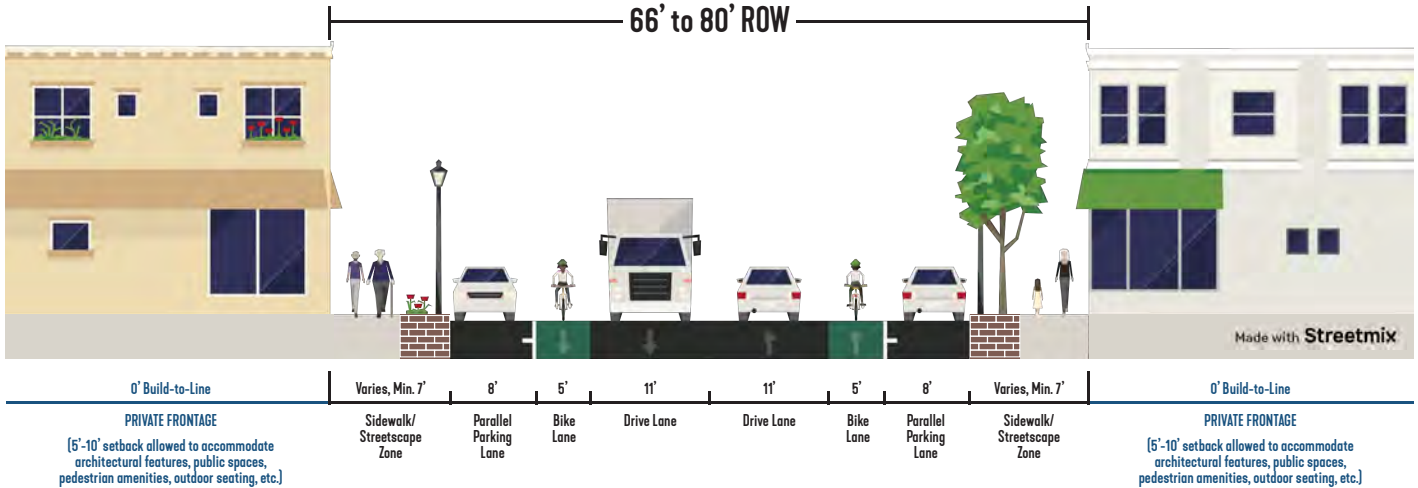 66' to 80' ROW
Made with Streetmix
0' Build-to-Line
Varies, Min. 7'
8'
5'
11'
11'
5'
8'
Varies, Min. 7'
0' Build-to-Line
PRIVATE FRONTAGE
(5'-10' setback allowed to accommodate
architectural features, public spaces,
pedestrian amenities, outdoor seating, etc.)
Sidewalk/
Streetscape
Zone
Parallel
Parking
Lane
Bike
Lane
Drive Lane
Drive Lane
Bike
Lane
Parallel
Parking
Lane
Sidewalk/
Streetscape
Zone
PRIVATE FRONTAGE
(5'-10' setback allowed to accommodate
architectural features, public spaces,
pedestrian amenities, outdoor seating, etc.)